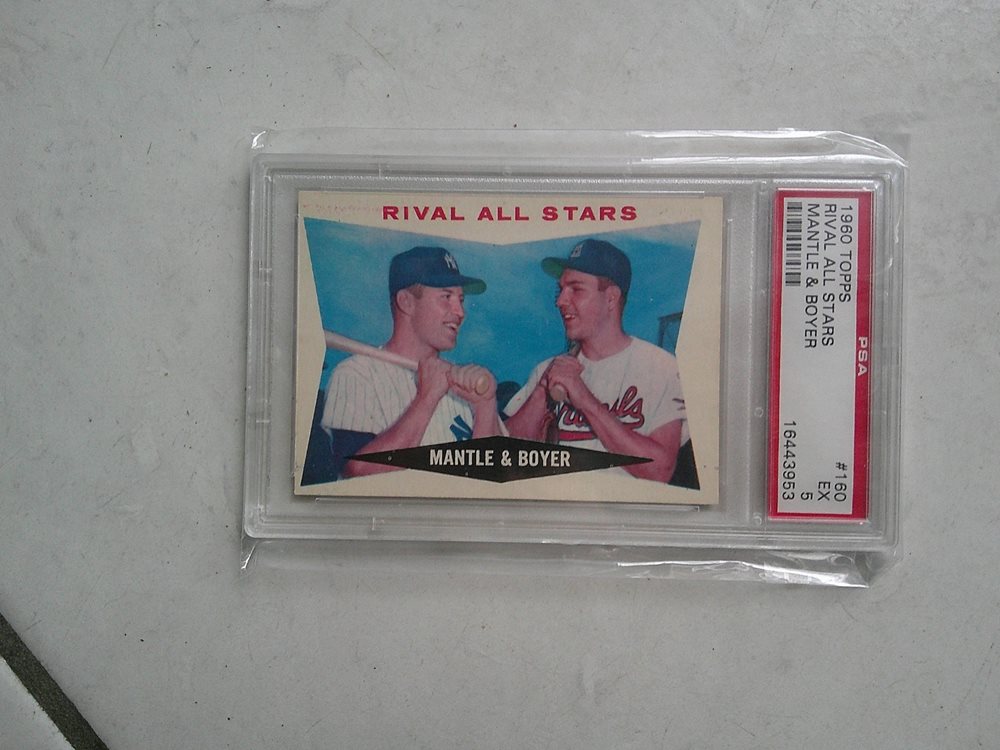 RIVAL ALL STARS
MANTLE & BOYER
1960 TOPPS
RIVAL ALL STARS
MANTLE & BOYER
#160
EX
5
16443953
PSA